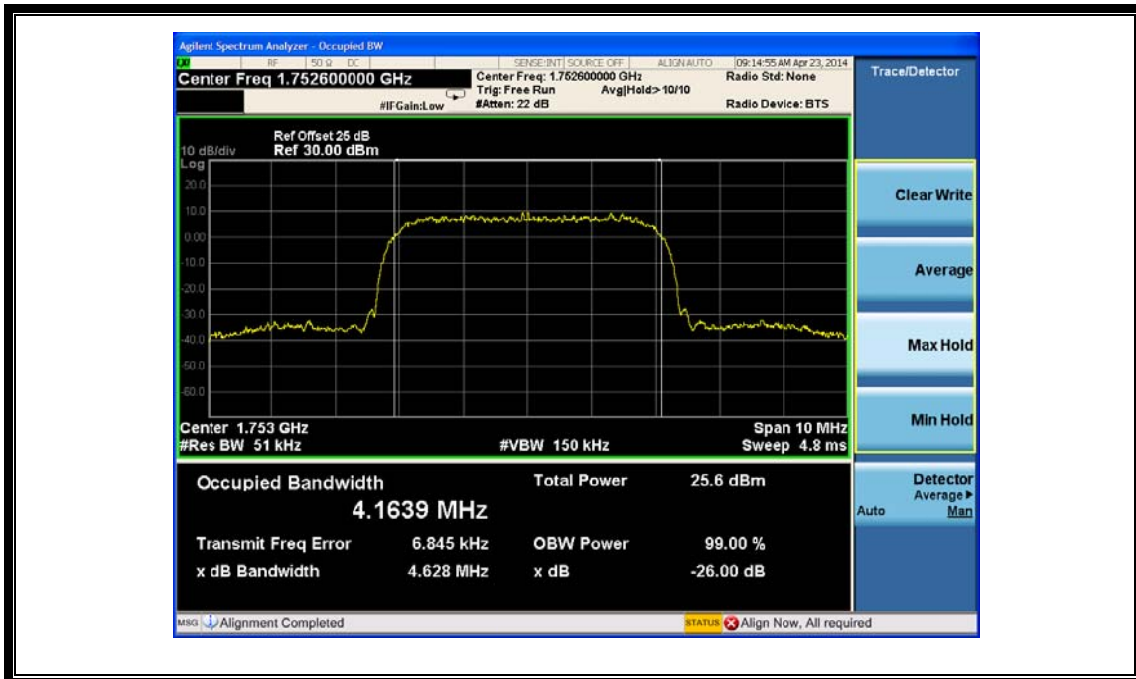 Agilent Spectrum Analyzer - Occupied BW
RF 50 Ω DC SENSE:INT SOURCE OFF ALIGN AUTO 09:14:55 AM Apr 23, 2014
Center Freq 1.752600000 GHz
Center Freq: 1.752600000 GHz
Radio Std: None
Trig: Free Run Avg|Hold:> 10/10
#IFGain:Low
#Atten: 22 dB
Radio Device: BTS
Trace/Detector
Ref Offset 25 dB
10 dB/div Ref 30.00 dBm
Log
20.0
10.0
0.00
-10.0
-20.0
-30.0
-40.0
-50.0
-60.0
Center 1.753 GHz Span 10 MHz
#Res BW 51 kHz #VBW 150 kHz Sweep 4.8 ms
Occupied Bandwidth Total Power 25.6 dBm
4.1639 MHz
Transmit Freq Error 6.845 kHz OBW Power 99.00 %
x dB Bandwidth 4.628 MHz x dB -26.00 dB
Clear Write
Average
Max Hold
Min Hold
Detector
Average
Auto Man
MSG Alignment Completed STATUS Align Now, All required